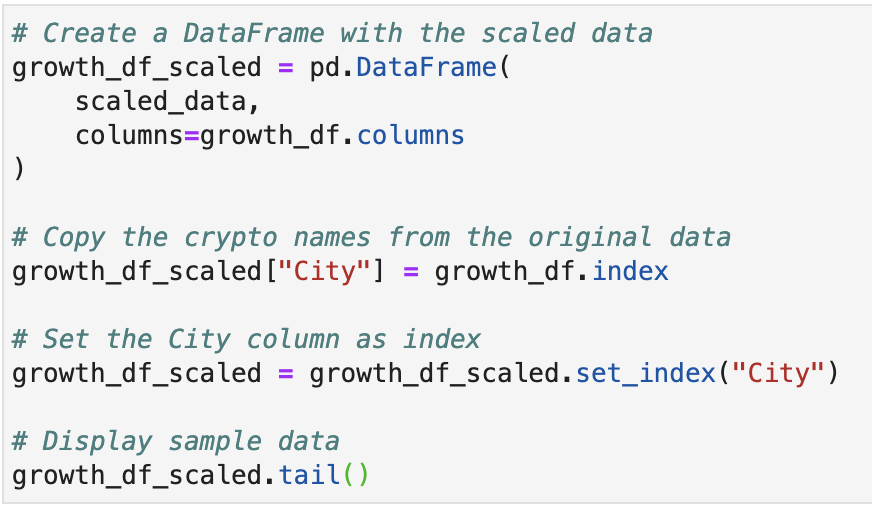 # Create a DataFrame with the scaled data
growth_df_scaled = pd.DataFrame(
    scaled_data,
    columns=growth_df.columns
)

# Copy the crypto names from the original data
growth_df_scaled["City"] = growth_df.index

# Set the City column as index
growth_df_scaled = growth_df_scaled.set_index("City")

# Display sample data
growth_df_scaled.tail()